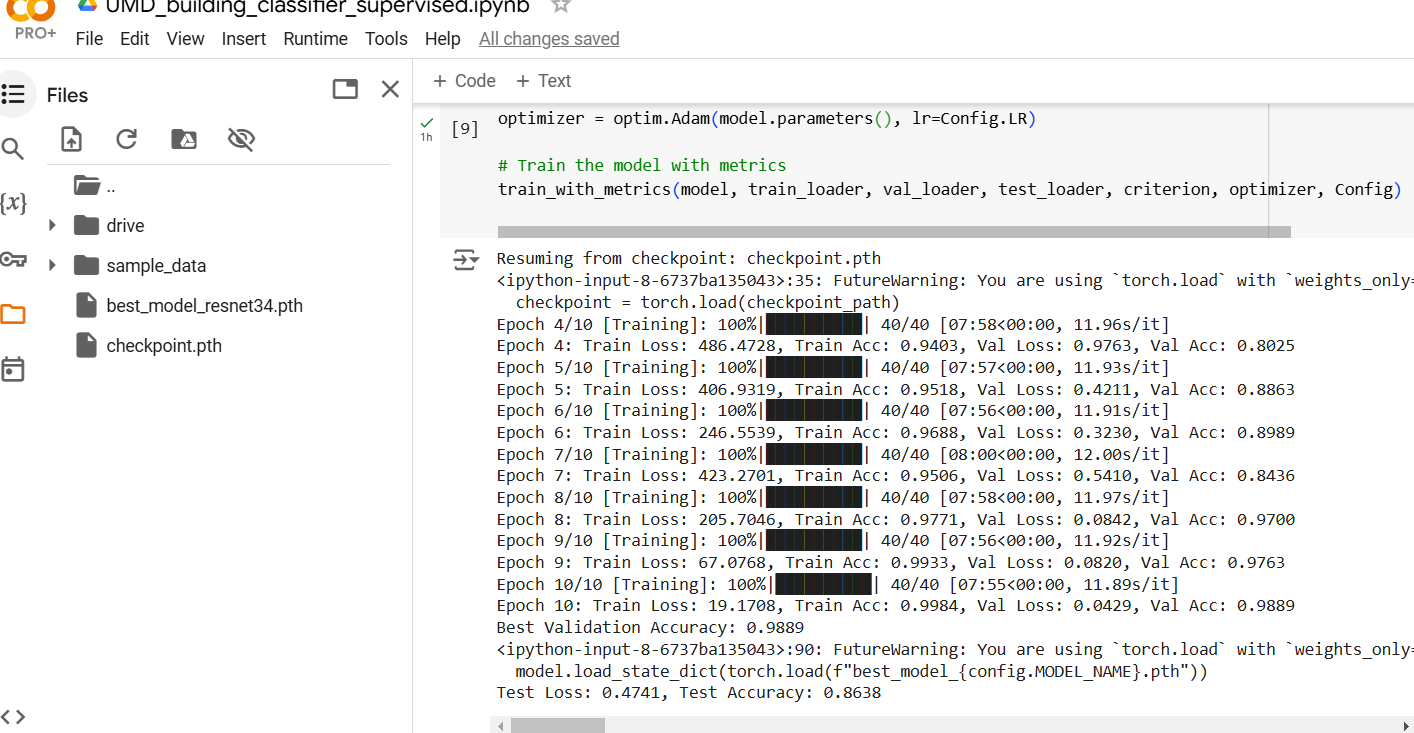 UMD_building_classifier_supervised.ipynb
PRO+
File Edit View Insert Runtime Tools Help All changes saved
Files
+ Code + Text
..
drive
sample_data
best_model_resnet34.pth
checkpoint.pth
{x}
1h
[9]
optimizer = optim.Adam(model.parameters(), lr=Config.LR)
# Train the model with metrics
train_with_metrics(model, train_loader, val_loader, test_loader, criterion, optimizer, Config)
Resuming from checkpoint: checkpoint.pth
<ipython-input-8-6737ba135043>:35: FutureWarning: You are using `torch.load` with `weights_only=
checkpoint = torch.load(checkpoint_path)
Epoch 4/10 [Training]: 100%|██████████| 40/40 [07:58<00:00, 11.96s/it]
Epoch 4: Train Loss: 486.4728, Train Acc: 0.9403, Val Loss: 0.9763, Val Acc: 0.8025
Epoch 5/10 [Training]: 100%|██████████| 40/40 [07:57<00:00, 11.93s/it]
Epoch 5: Train Loss: 406.9319, Train Acc: 0.9518, Val Loss: 0.4211, Val Acc: 0.8863
Epoch 6/10 [Training]: 100%|██████████| 40/40 [07:56<00:00, 11.91s/it]
Epoch 6: Train Loss: 246.5539, Train Acc: 0.9688, Val Loss: 0.3230, Val Acc: 0.8989
Epoch 7/10 [Training]: 100%|██████████| 40/40 [08:00<00:00, 12.00s/it]
Epoch 7: Train Loss: 423.2701, Train Acc: 0.9506, Val Loss: 0.5410, Val Acc: 0.8436
Epoch 8/10 [Training]: 100%|██████████| 40/40 [07:58<00:00, 11.97s/it]
Epoch 8: Train Loss: 205.7046, Train Acc: 0.9771, Val Loss: 0.0842, Val Acc: 0.9700
Epoch 9/10 [Training]: 100%|██████████| 40/40 [07:56<00:00, 11.92s/it]
Epoch 9: Train Loss: 67.0768, Train Acc: 0.9933, Val Loss: 0.0820, Val Acc: 0.9763
Epoch 10/10 [Training]: 100%|██████████| 40/40 [07:55<00:00, 11.89s/it]
Epoch 10: Train Loss: 19.1708, Train Acc: 0.9984, Val Loss: 0.0429, Val Acc: 0.9889
Best Validation Accuracy: 0.9889
<ipython-input-8-6737ba135043>:90: FutureWarning: You are using `torch.load` with `weights_only=
model.load_state_dict(torch.load(f"best_model_{config.MODEL_NAME}.pth"))
Test Loss: 0.4741, Test Accuracy: 0.8638